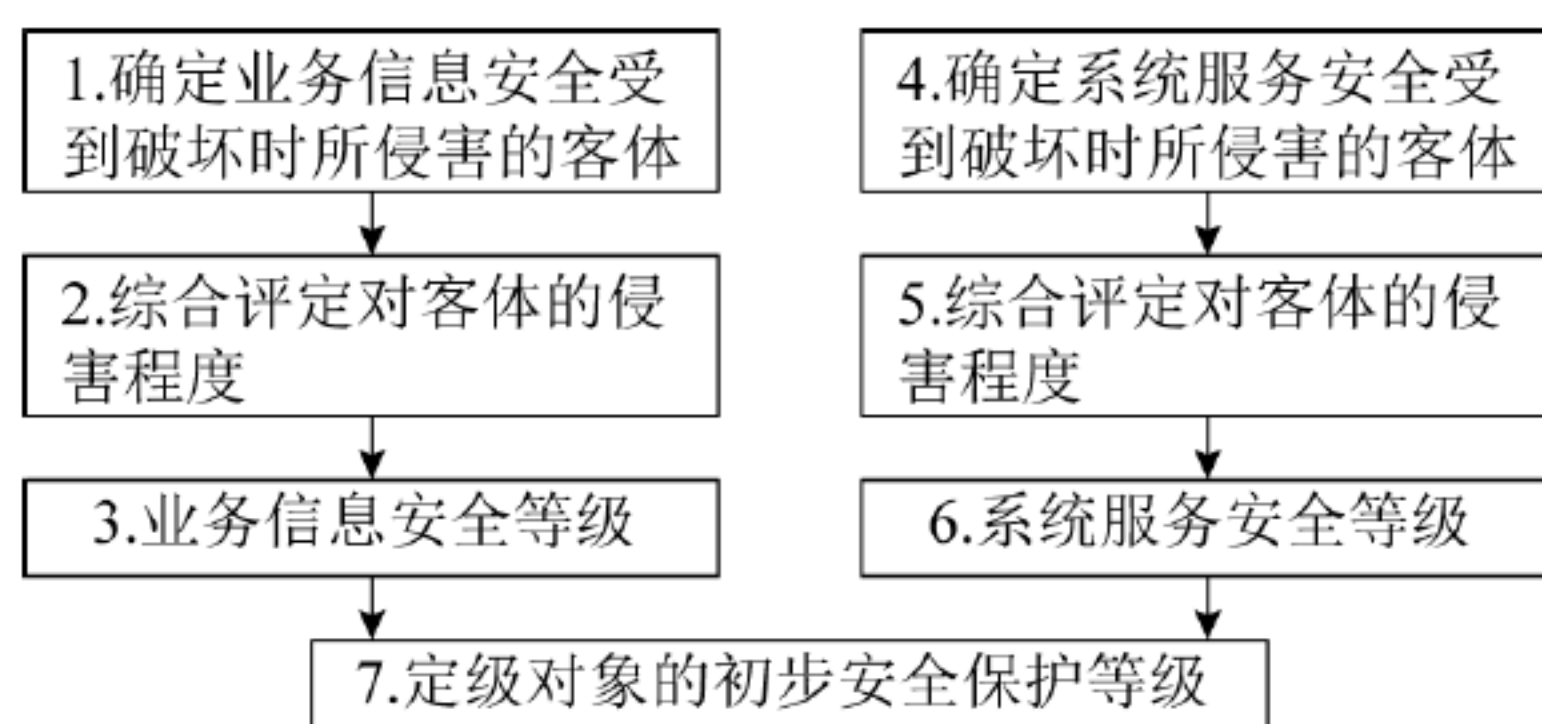 1.确定业务信息安全受
到破坏时所侵害的客体
2.综合评定对客体的侵
害程度
3.业务信息安全等级
4.确定系统服务安全受
到破坏时所侵害的客体
5.综合评定对客体的侵
害程度
6.系统服务安全等级
7.定级对象的初步安全保护等级